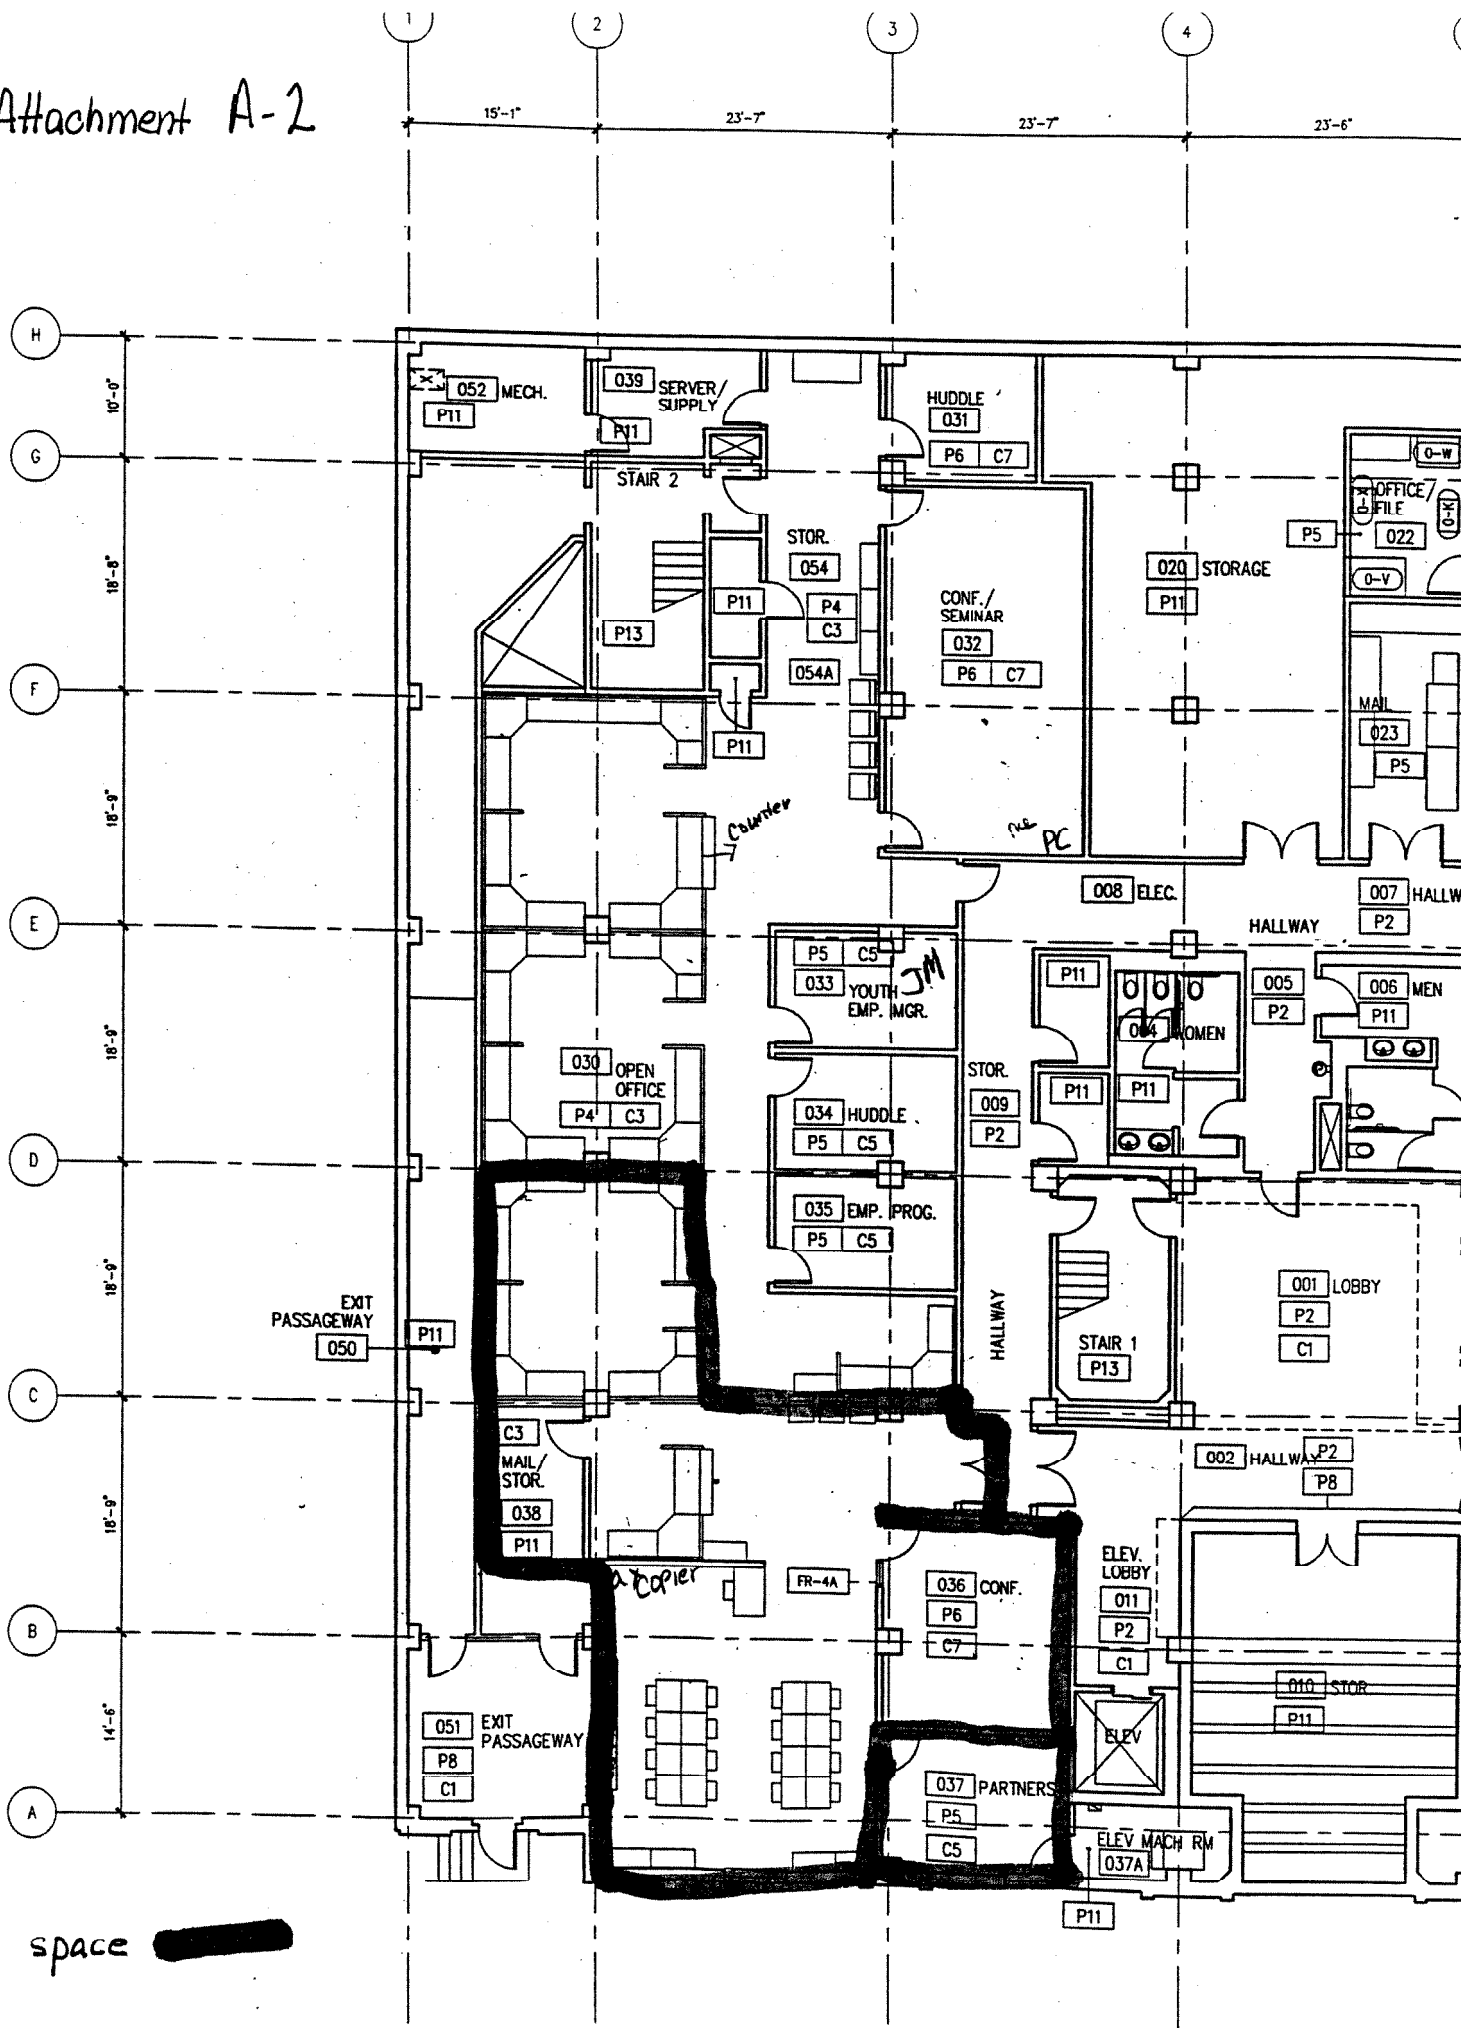 1 2 3 4
Attachment A-2
15'-1" 23'-7" 23'-7" 23'-6"
H
10'-0"
052 MECH.
P11
039 SERVER/
SUPPLY
P11
HUDDLE
031
P6 C7
G
STAIR 2
O-W
OFFICE/
FILE
022
P5
O-X
O-K
O-V
18'-8"
STOR.
054
P4
C3
054A
P11
P13
CONF./
SEMINAR
032
P6 C7
020 STORAGE
P11
F
P11
MAIL
023
P5
18'-9"
Counter
PC
008 ELEC.
007 HALLW
P2
E
HALLWAY
P5 C5
033 YOUTH
EMP. MGR.
JM
P11
005
P2
006 MEN
P11
004 WOMEN
P11
18'-9"
030 OPEN
OFFICE
P4 C3
034 HUDDLE
P5 C5
STOR.
009
P2
P11
D
035 EMP. PROG.
P5 C5
18'-9"
EXIT
PASSAGEWAY
050
P11
HALLWAY
STAIR 1
P13
001 LOBBY
P2
C1
C
C3
MAIL/
STOR.
038
P11
002 HALLWAY
P2
P8
18'-9"
Copier
FR-4A
036 CONF.
P6
C7
ELEV.
LOBBY
011
P2
C1
B
010 STOR
P11
14'-6"
051 EXIT
PASSAGEWAY
P8
C1
037 PARTNERS
P5
C5
ELEV
A
ELEV MACH RM
037A
P11
space